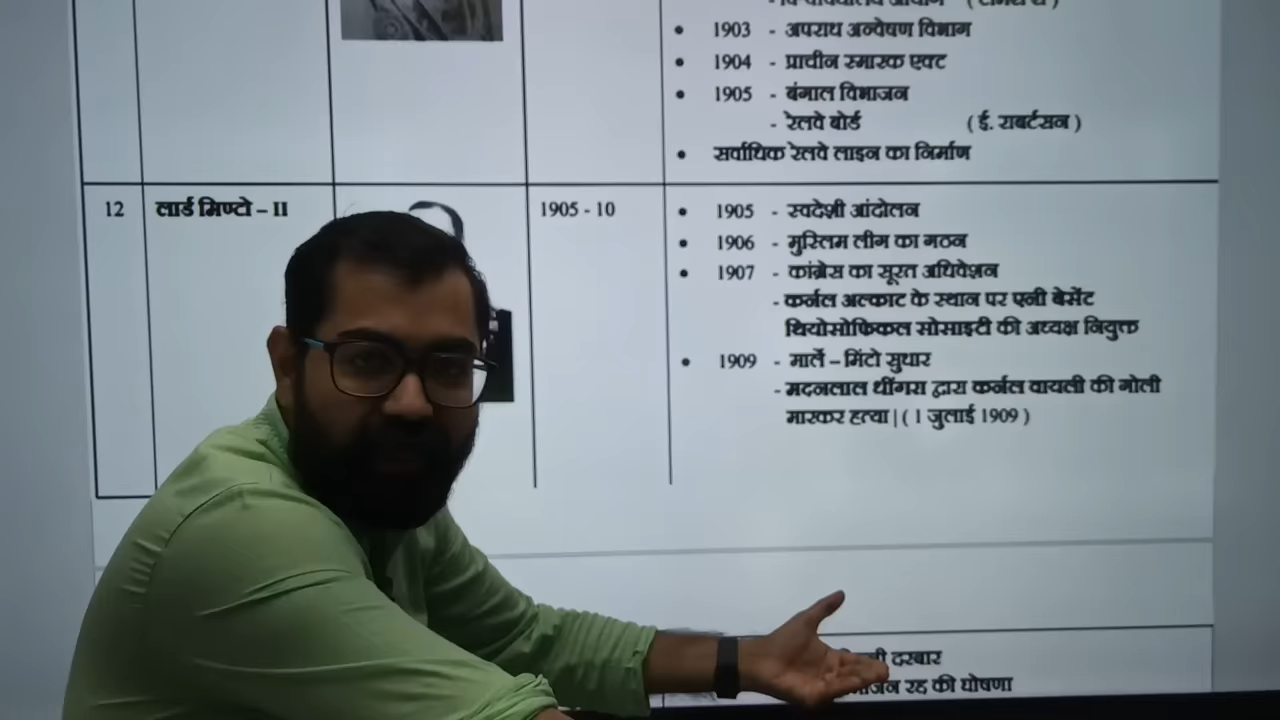 1903 - अपराध अन्वेषण विभाग
1904 - प्राचीन स्मारक एक्ट
1905 - बंगाल विभाजन
- रेलवे बोर्ड ( ई. राबर्टसन )
सर्वाधिक रेलवे लाइन का निर्माण
12 लार्ड मिण्टो – II 1905 - 10
1905 - स्वदेशी आंदोलन
1906 - मुस्लिम लीग का गठन
1907 - कांग्रेस का सूरत अधिवेशन
- कर्नल अल्काट के स्थान पर एनी बेसेंट
थियोसोफिकल सोसाइटी की अध्यक्ष नियुक्त
1909 - मार्ले – मिंटो सुधार
- मदनलाल धींगरा द्वारा कर्नल वायली की गोली
मारकर हत्या | ( 1 जुलाई 1909 )
दरबार
रद्द की घोषणा